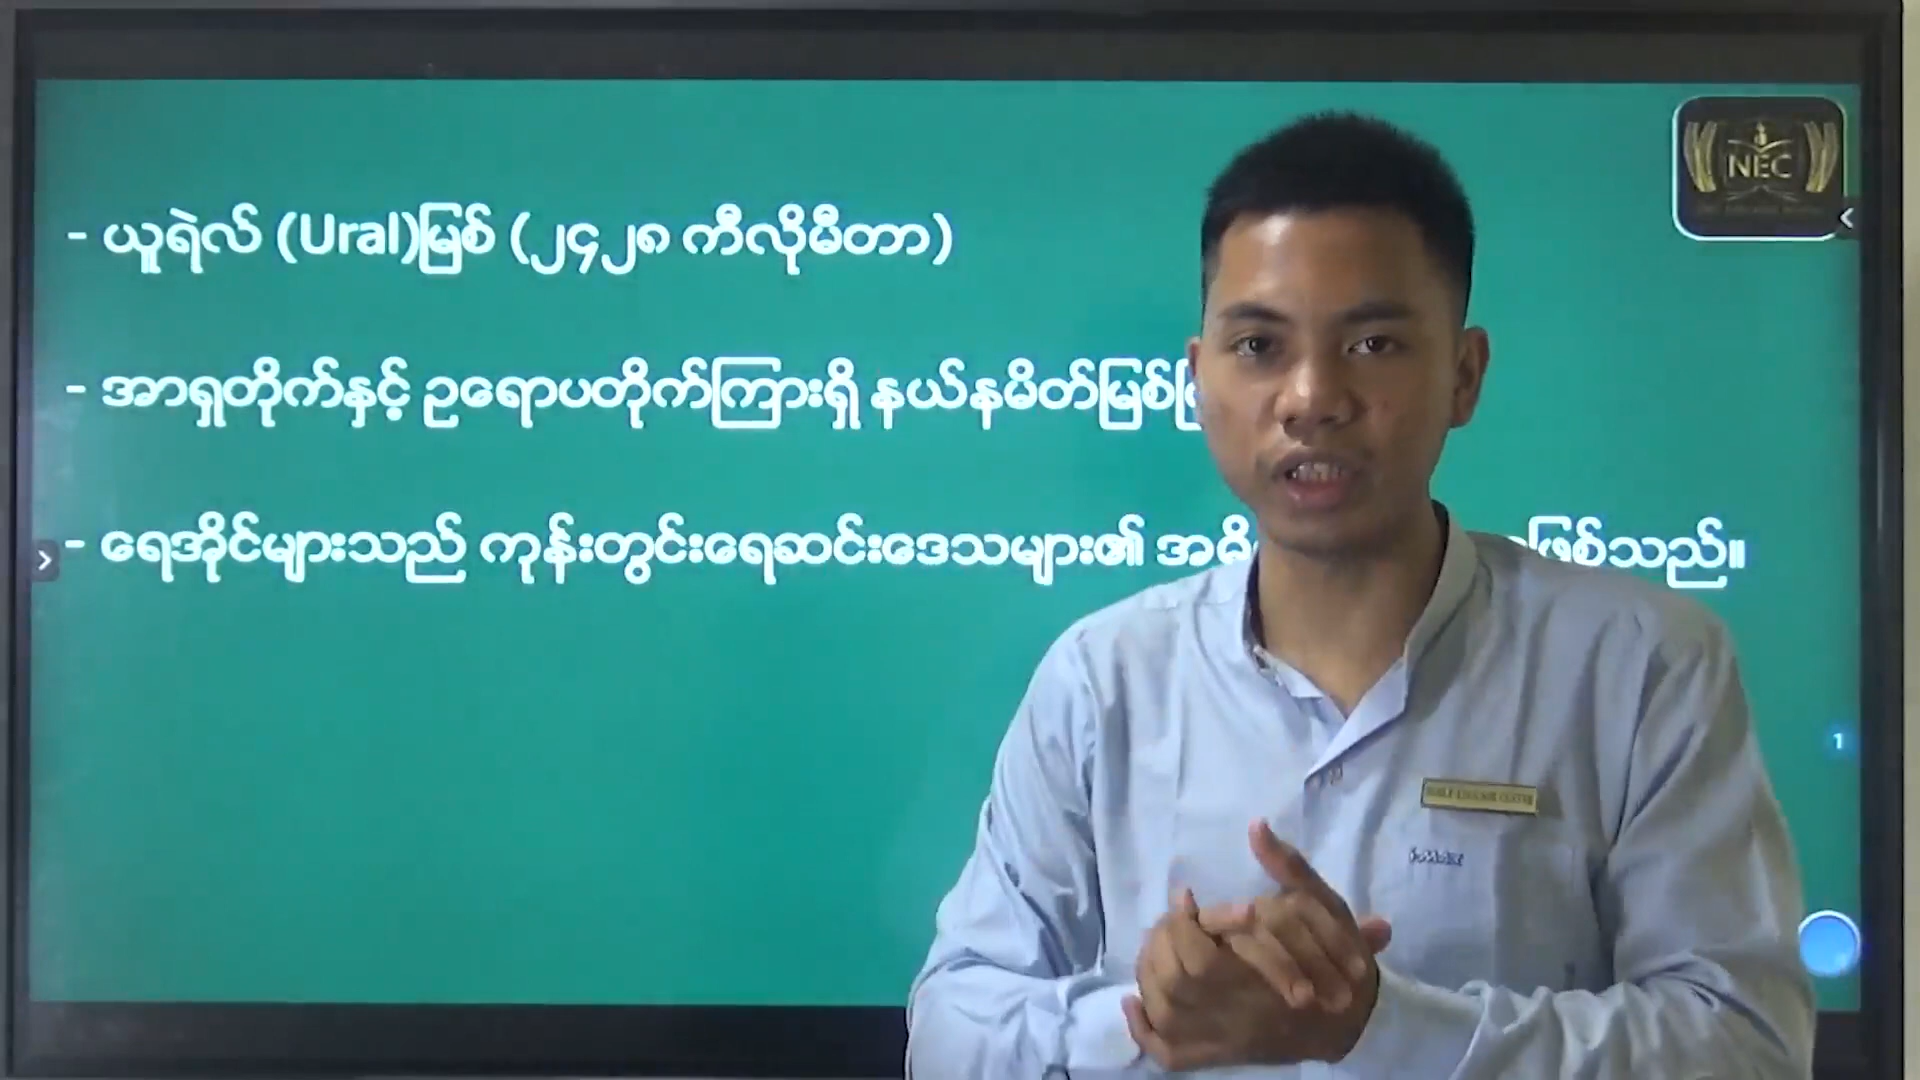 - ယူရဲလ် (Ural)မြစ် (၂၄၂၈ ကီလိုမီတာ)
NEC
- အာရှတိုက်နှင့် ဥရောပတိုက်ကြားရှိ နယ်နမိတ်မြစ်
- ရေအိုင်များသည် ကုန်းတွင်းရေဆင်းဒေသများ၏ ဖြစ်သည်။
1